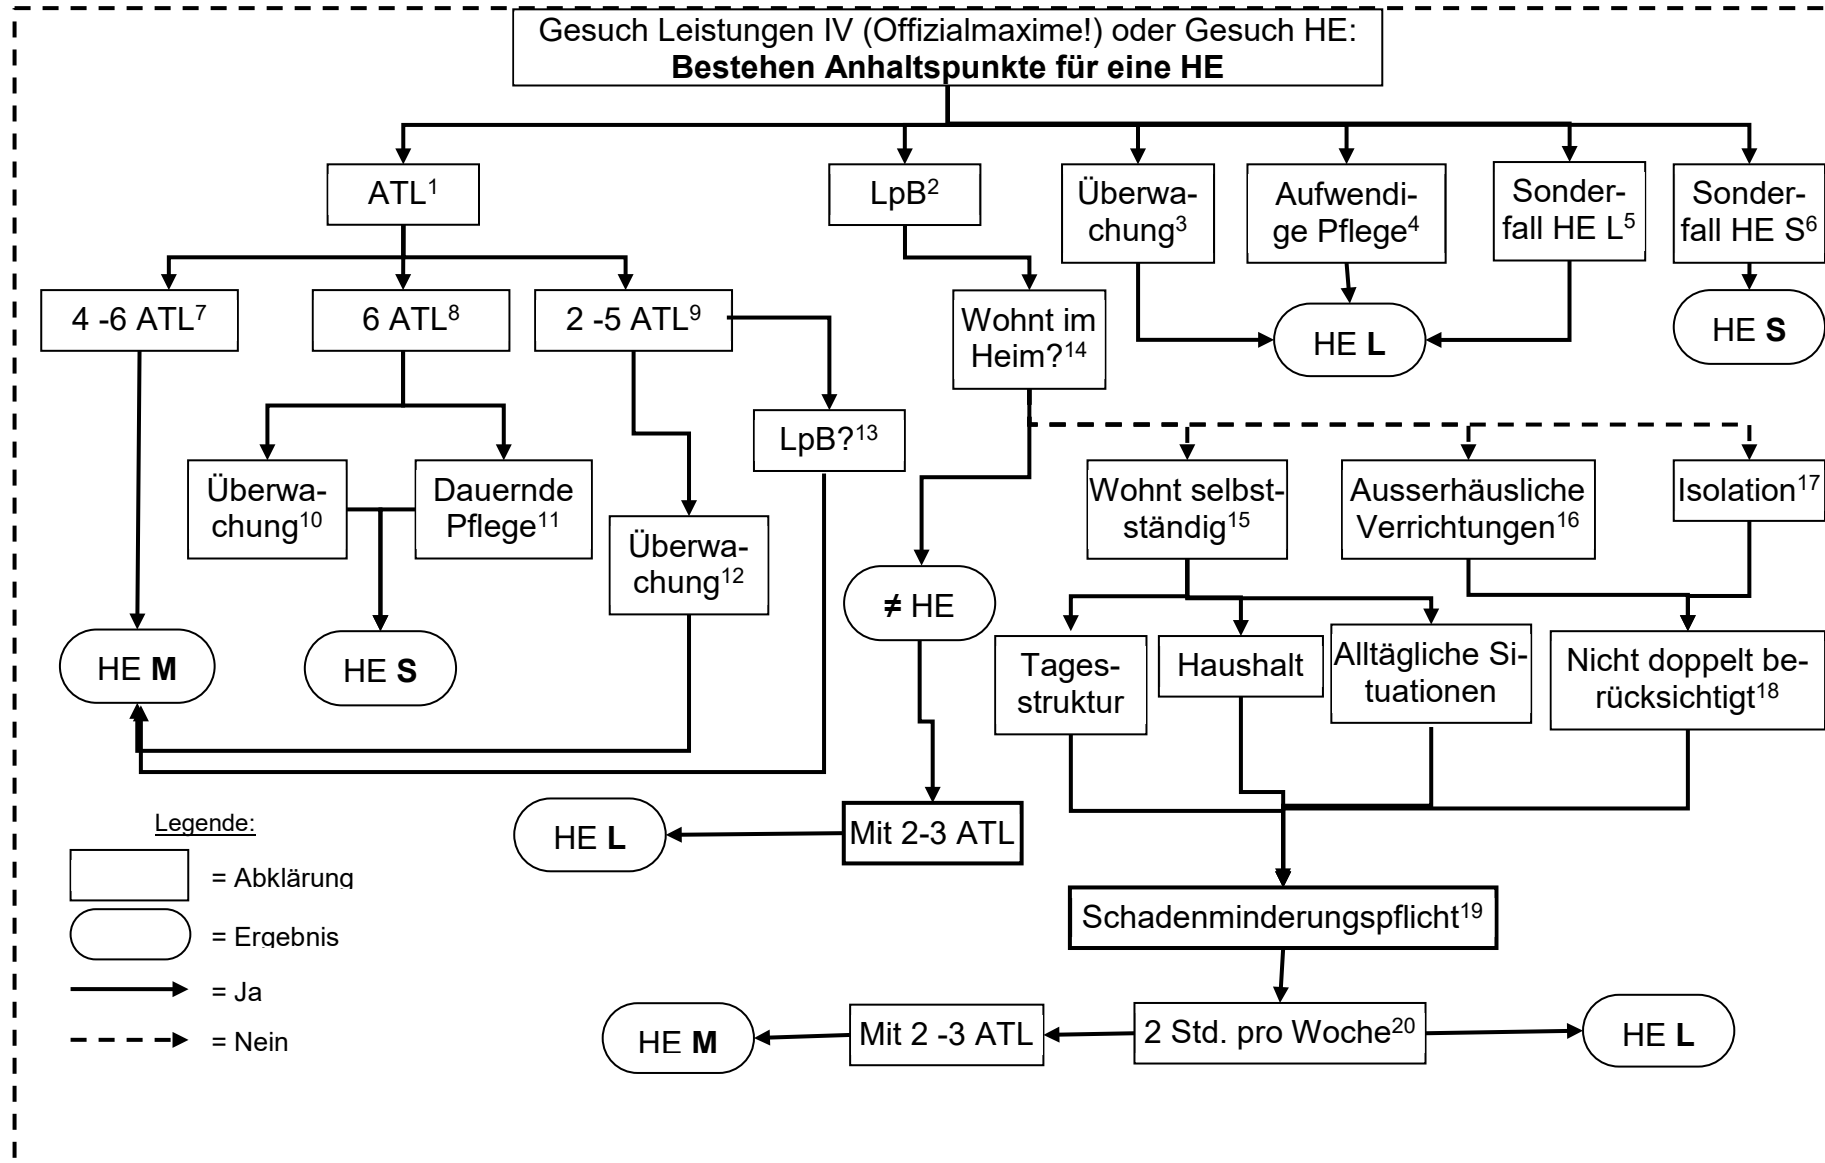 Gesuch Leistungen IV (Offizialmaxime!) oder Gesuch HE:
Bestehen Anhaltspunkte für eine HE
ATL¹
LpB²
Überwa-
chung³
Aufwendi-
ge Pflege⁴
Sonder-
fall HE L⁵
Sonder-
fall HE S⁶
4 -6 ATL⁷
6 ATL⁸
2 -5 ATL⁹
Wohnt im
Heim?¹⁴
HE L
HE S
LpB?¹³
Überwa-
chung¹⁰
Dauernde
Pflege¹¹
Überwa-
chung¹²
Wohnt selbst-
ständig¹⁵
Ausserhäusliche
Verrichtungen¹⁶
Isolation¹⁷
≠ HE
HE M
HE S
Tages-
struktur
Haushalt
Alltägliche Si-
tuationen
Nicht doppelt be-
rücksichtigt¹⁸
HE L
Mit 2-3 ATL
Legende:
= Abklärung
= Ergebnis
= Ja
= Nein
Schadenminderungspflicht¹⁹
HE M
Mit 2 -3 ATL
2 Std. pro Woche²⁰
HE L